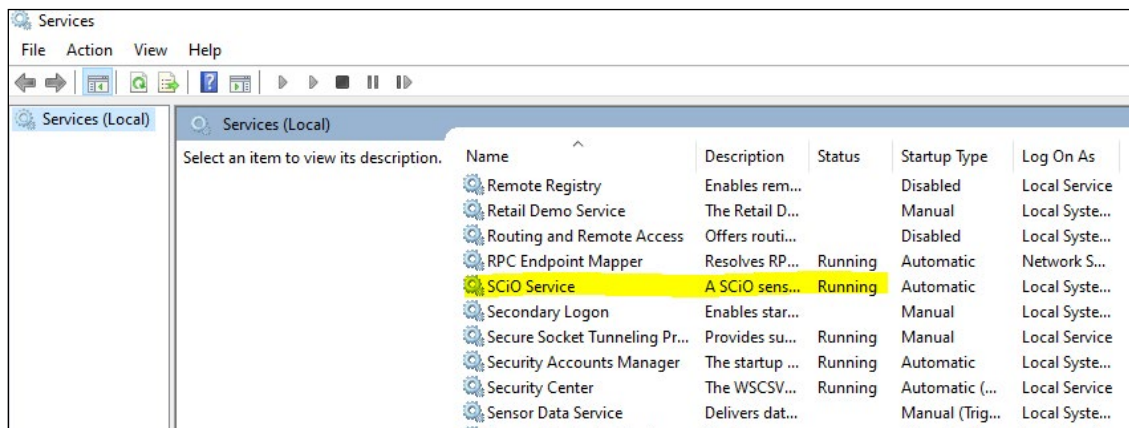 Services
File Action View Help
Services (Local)
Services (Local)
Select an item to view its description.
Name Description Status Startup Type Log On As
Remote Registry Enables rem... Disabled Local Service
Retail Demo Service The Retail D... Manual Local Syste...
Routing and Remote Access Offers routi... Disabled Local Syste...
RPC Endpoint Mapper Resolves RP... Running Automatic Network S...
SCiO Service A SCiO sens... Running Automatic Local Syste...
Secondary Logon Enables star... Manual Local Syste...
Secure Socket Tunneling Pr... Provides su... Running Manual Local Service
Security Accounts Manager The startup ... Running Automatic Local Syste...
Security Center The WSCSV... Running Automatic (... Local Service
Sensor Data Service Delivers dat... Manual (Trig... Local Syste...